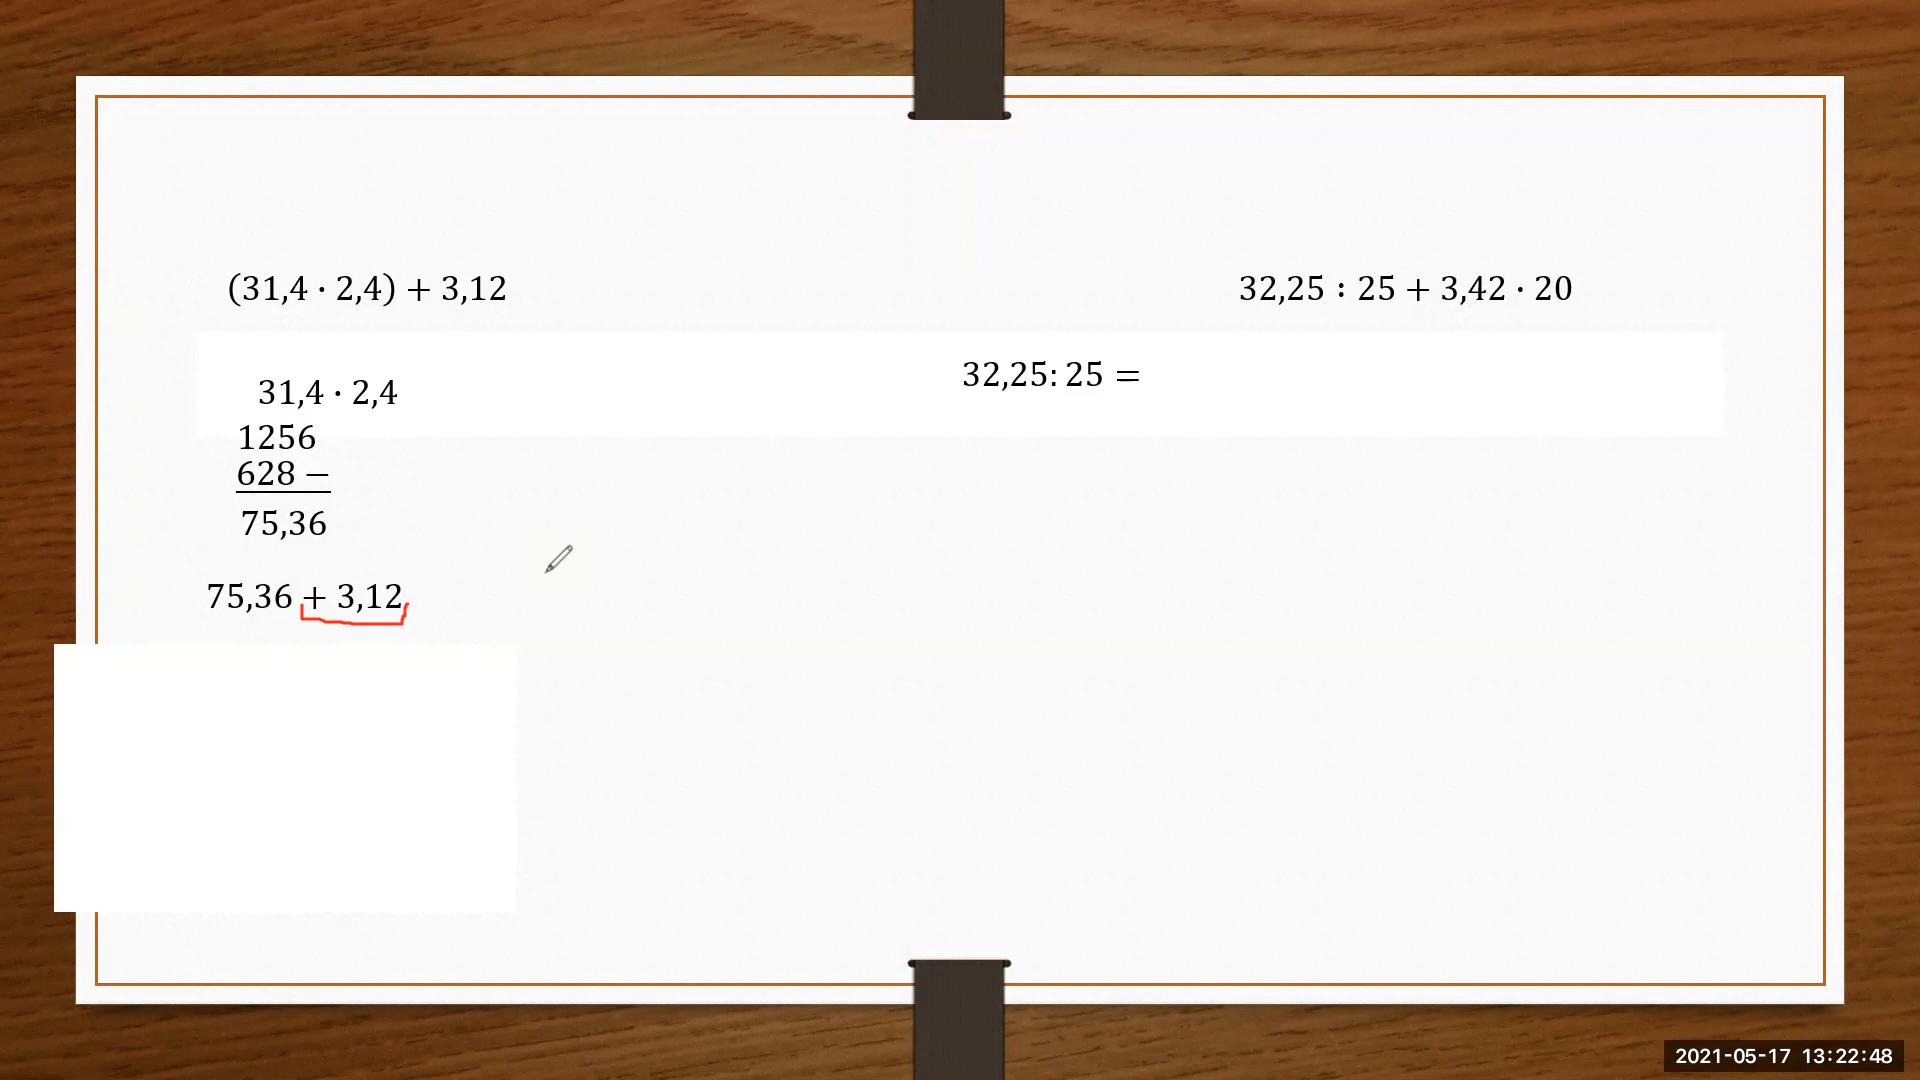 (31,4 · 2,4) + 3,12
31,4 · 2,4
1256
628 −
75,36
75,36 + 3,12
32,25 : 25 + 3,42 · 20
32,25: 25 =
2021-05-17 13:22:48